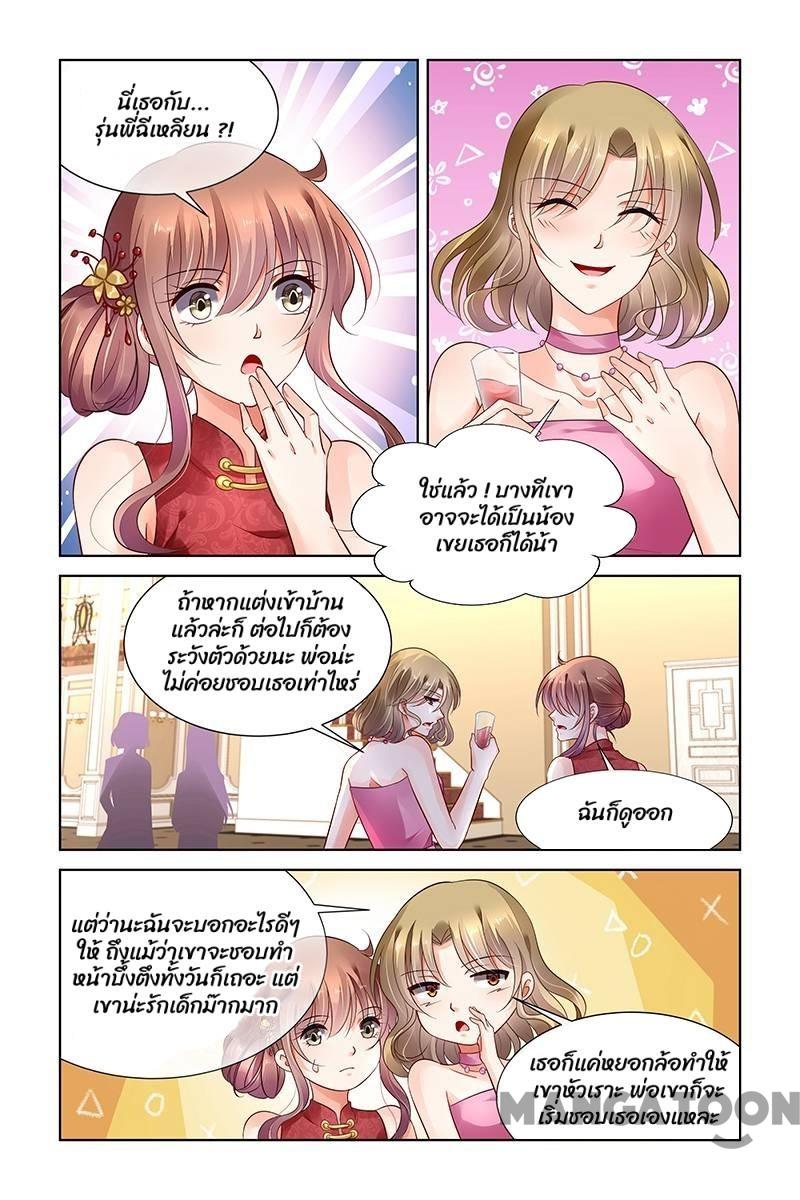 นี่เธอกับ...
รุ่นพี่ฉีเหลียน ?!
ใช่แล้ว ! บางทีเขา
อาจจะได้เป็นน้อง
เขยเธอก็ได้น้า
ถ้าหากแต่งเข้าบ้าน
แล้วล่ะก็ ต่อไปก็ต้อง
ระวังตัวด้วยนะ พ่อน่ะ
ไม่ค่อยชอบเธอเท่าไหร่
ฉันก็ดูออก
แต่ว่านะฉันจะบอกอะไรดีๆ
ให้ ถึงแม้ว่าเขาจะชอบทำ
หน้าบึ้งตึงทั้งวันก็เถอะ แต่
เขาน่ะรักเด็กม๊ากมาก
เธอก็แค่หยอกล้อทำให้
เขาหัวเราะ พ่อเขาก็จะ
เริ่มชอบเธอเองแหละ
MANGATOON